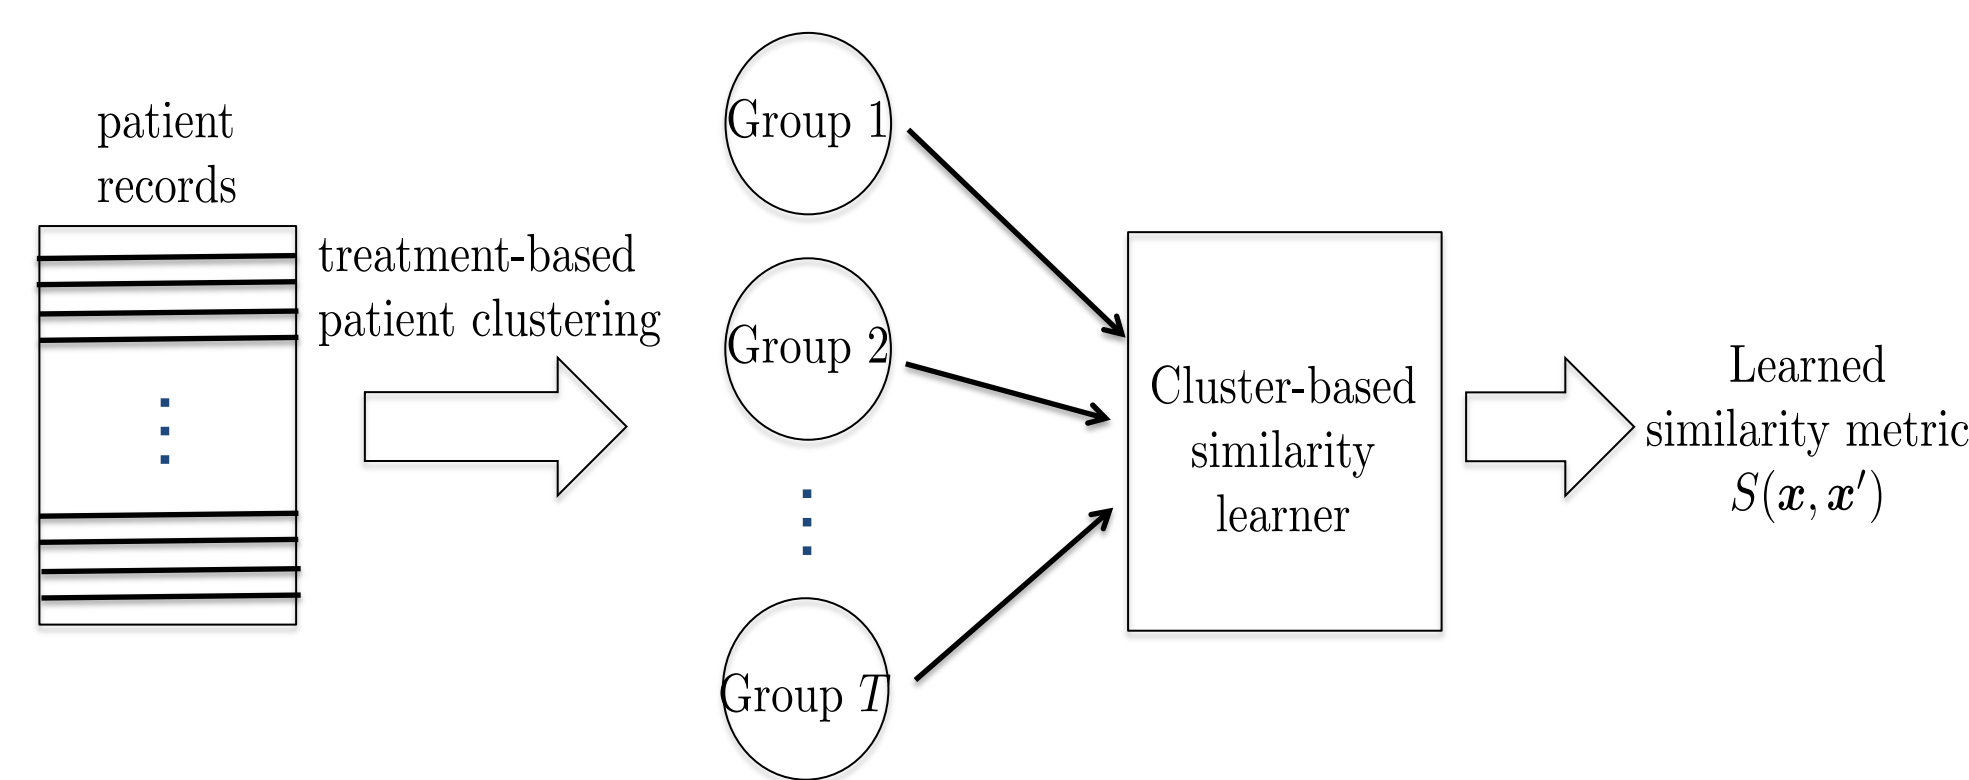 patient
records
treatment-based
patient clustering
Group 1
Group 2
Group T
Cluster-based
similarity
learner
Learned
similarity metric
S(x, x′)